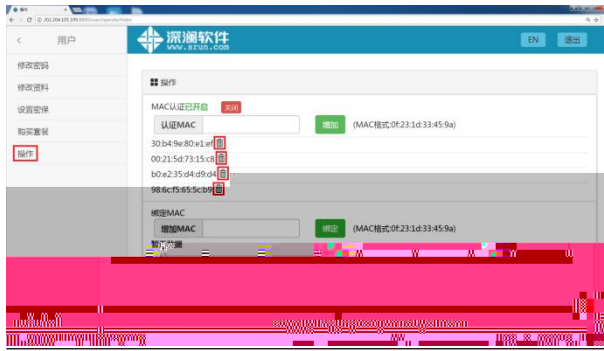 用户
深澜软件
www.srun.com
EN
退出
修改密码
修改资料
设置密保
购买套餐
操作
操作
MAC认证已开启 关闭
认证MAC 增加 (MAC格式:0f:23:1d:33:45:9a)
30:b4:9e:80:e1:ef
00:21:5d:73:15:c8
b0:e2:35:d4:d9:d4
98:6c:f5:65:5c:b9
绑定MAC
增加MAC 绑定 (MAC格式:0f:23:1d:33:45:9a)